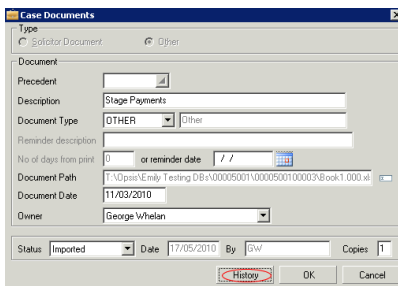 Case Documents
Type
Solicitor Document Other
Document
Precedent
Description Stage Payments
Document Type OTHER Other
Reminder description
No of days from print 0 or reminder date / /
Document Path T:\Opsis\Emily Testing DBs\00005001\0000500100003\Book1.000.xl
Document Date 11/03/2010
Owner George Whelan
Status Imported Date 17/05/2010 By GW Copies 1
History OK Cancel